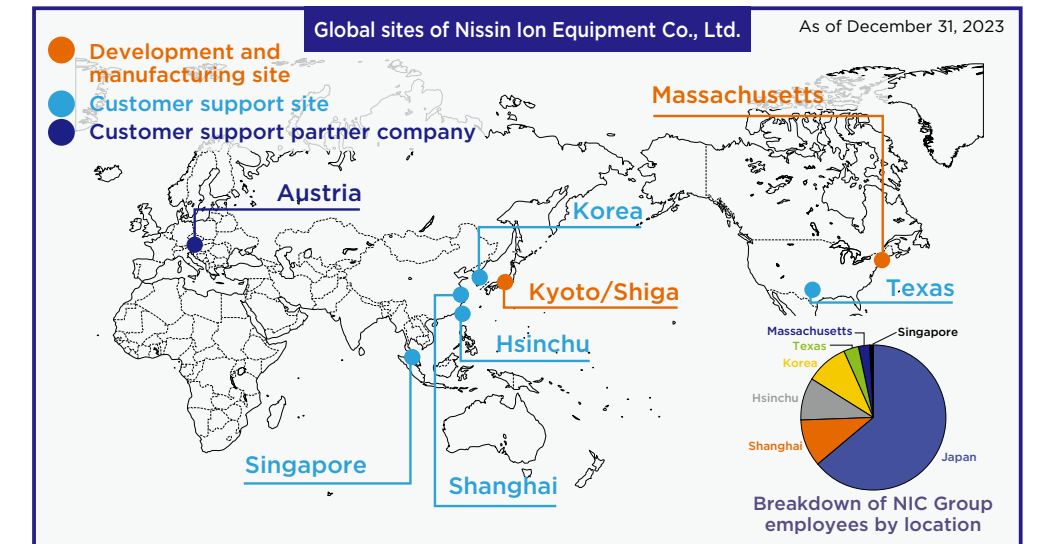 Global sites of Nissin Ion Equipment Co., Ltd.
As of December 31, 2023
Development and
manufacturing site
Customer support site
Customer support partner company
Massachusetts
Austria
Korea
Kyoto/Shiga
Texas
Hsinchu
Singapore
Shanghai
Massachusetts
Singapore
Texas
Korea
Hsinchu
Shanghai
Japan
Breakdown of NIC Group
employees by location